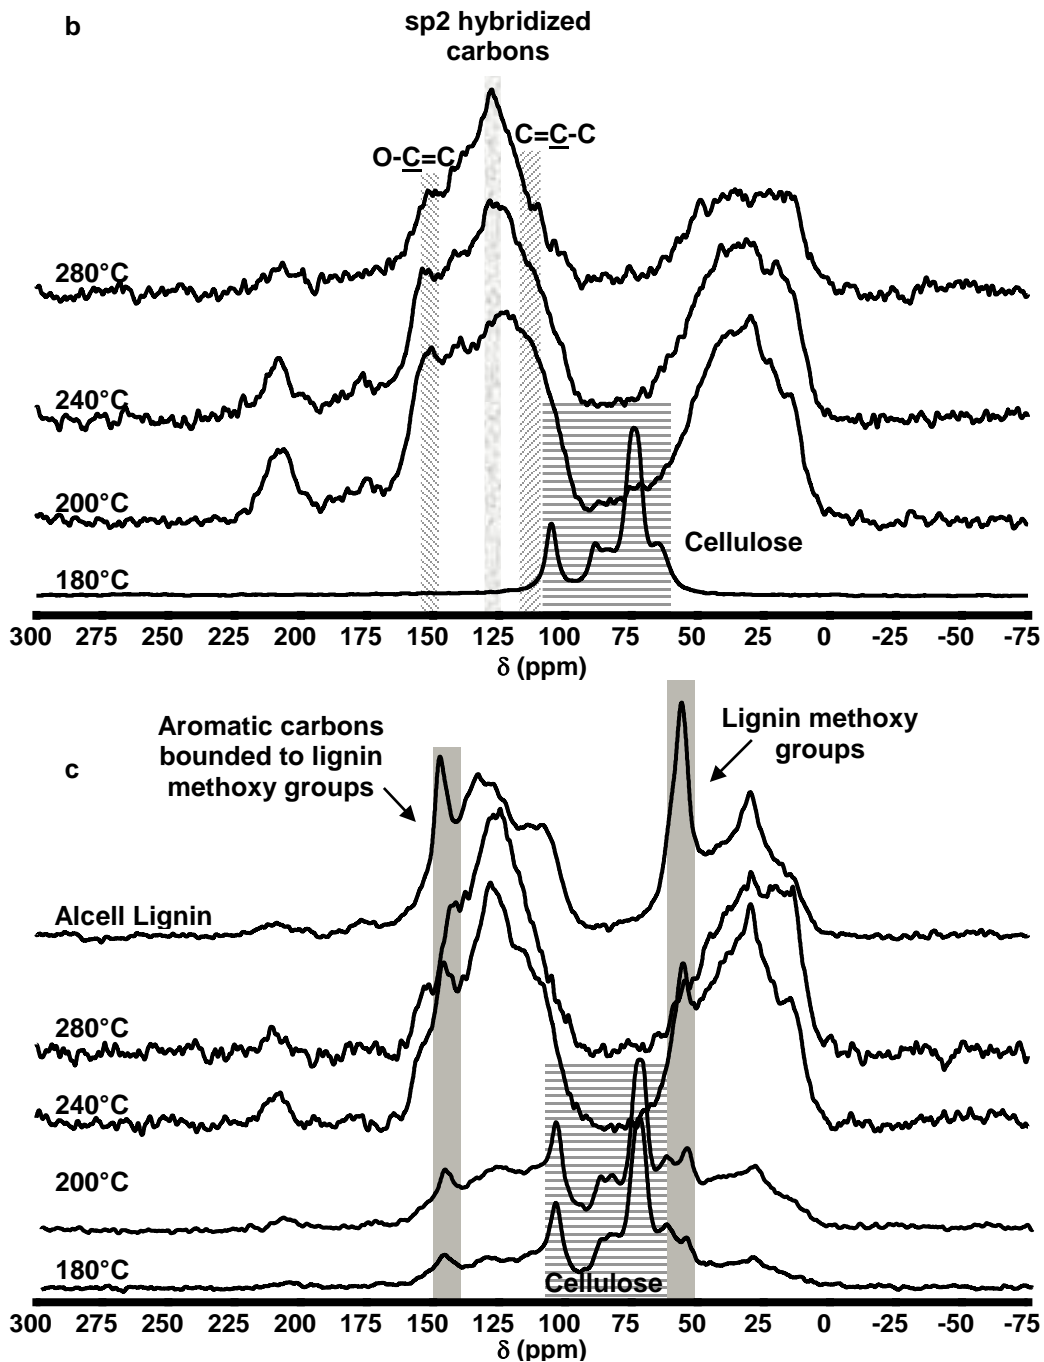 b
sp2 hybridized
carbons
O-C=C
C=C-C
280°C
240°C
200°C
180°C
Cellulose
300 275 250 225 200 175 150 125 100 75 50 25 0 -25 -50 -75
δ (ppm)
c
Aromatic carbons
bounded to lignin
methoxy groups
Lignin methoxy
groups
Alcell Lignin
280°C
240°C
200°C
180°C
Cellulose
300 275 250 225 200 175 150 125 100 75 50 25 0 -25 -50 -75
δ (ppm)